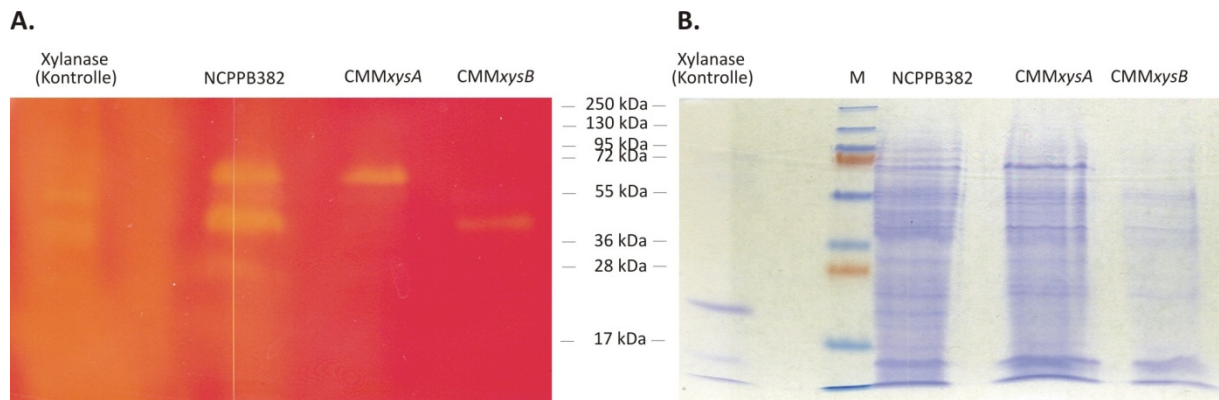 A.
Xylanase
(Kontrolle)
NCPPB382
CMMxysA
CMMxysB
250 kDa
130 kDa
95 kDa
72 kDa
55 kDa
36 kDa
28 kDa
17 kDa
B.
Xylanase
(Kontrolle)
M
NCPPB382
CMMxysA
CMMxysB